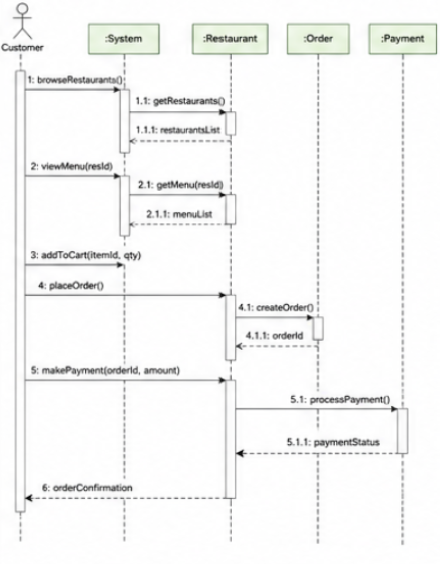 Customer
:System
:Restaurant
:Order
:Payment
1: browseRestaurants()
1.1: getRestaurants()
1.1.1: restaurantsList
2: viewMenu(resId)
2.1: getMenu(resId)
2.1.1: menuList
3: addToCart(itemId, qty)
4: placeOrder()
4.1: createOrder()
4.1.1: orderId
5: makePayment(orderId, amount)
5.1: processPayment()
5.1.1: paymentStatus
6: orderConfirmation